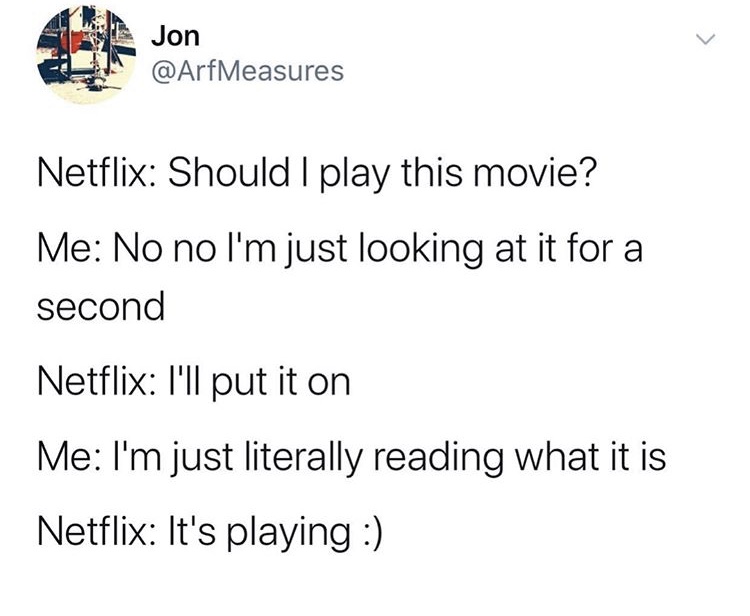 Jon
@ArfMeasures
Netflix: Should I play this movie?
Me: No no I'm just looking at it for a
second
Netflix: I'll put it on
Me: I'm just literally reading what it is
Netflix: It's playing :)